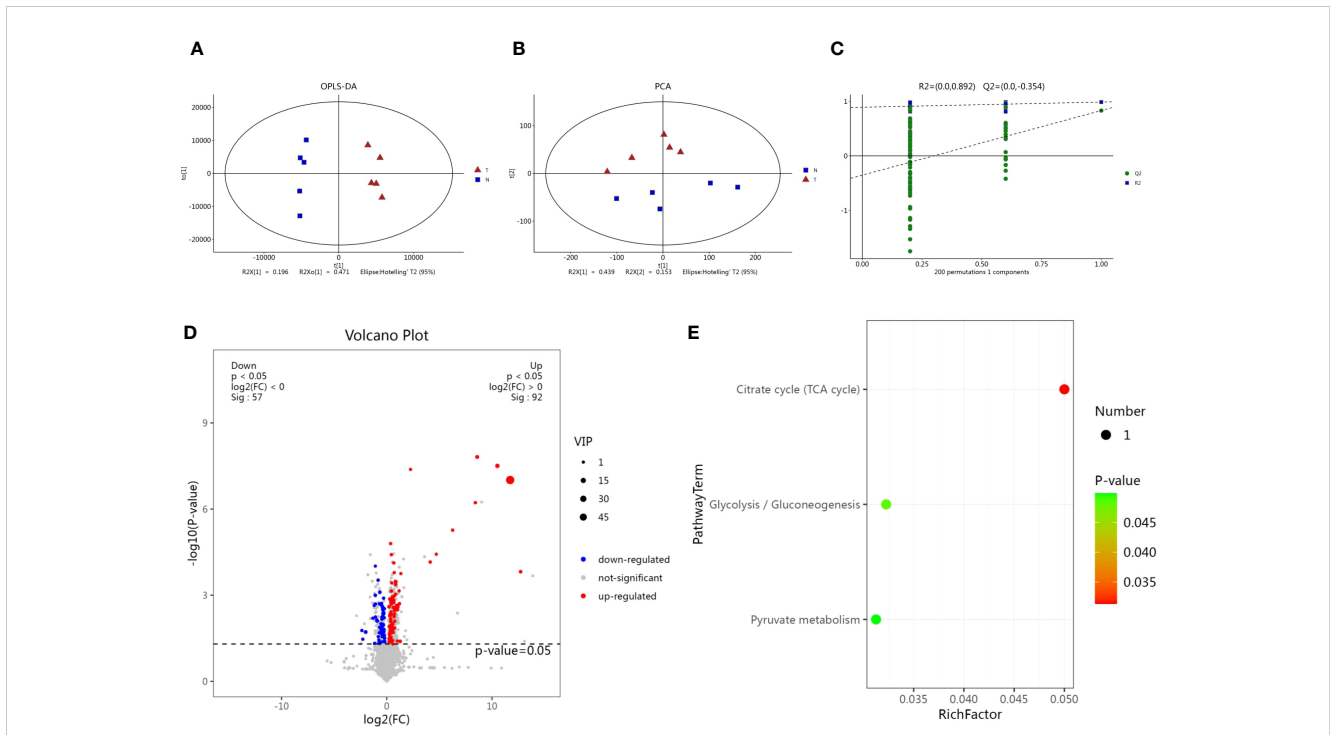 A
B
C
OPLS-DA
20000
10000
0
-10000
-20000
to[1]
-10000
0
10000
t[1]
R2X[1] = 0.196 R2Xo[1] = 0.471 Ellipse:Hotelling' T2 (95%)
T
N
PCA
100
0
-100
t[2]
-200
-100
0
100
200
t[1]
R2X[1] = 0.439 R2X[2] = 0.153 Ellipse:Hotelling' T2 (95%)
N
T
R2=(0.0,0.892) Q2=(0.0,-0.354)
1
0
-1
0.00
0.25
0.50
0.75
1.00
200 permutations 1 components
Q2
R2
D
Volcano Plot
Down
p < 0.05
log2(FC) < 0
Sig : 57
Up
p < 0.05
log2(FC) > 0
Sig : 92
9
6
3
0
-log10(P-value)
p-value=0.05
-10
0
10
log2(FC)
VIP
1
15
30
45
down-regulated
not-significant
up-regulated
E
Citrate cycle (TCA cycle)
Glycolysis / Gluconeogenesis
Pyruvate metabolism
PathwayTerm
0.035
0.040
0.045
0.050
RichFactor
Number
1
P-value
0.045
0.040
0.035